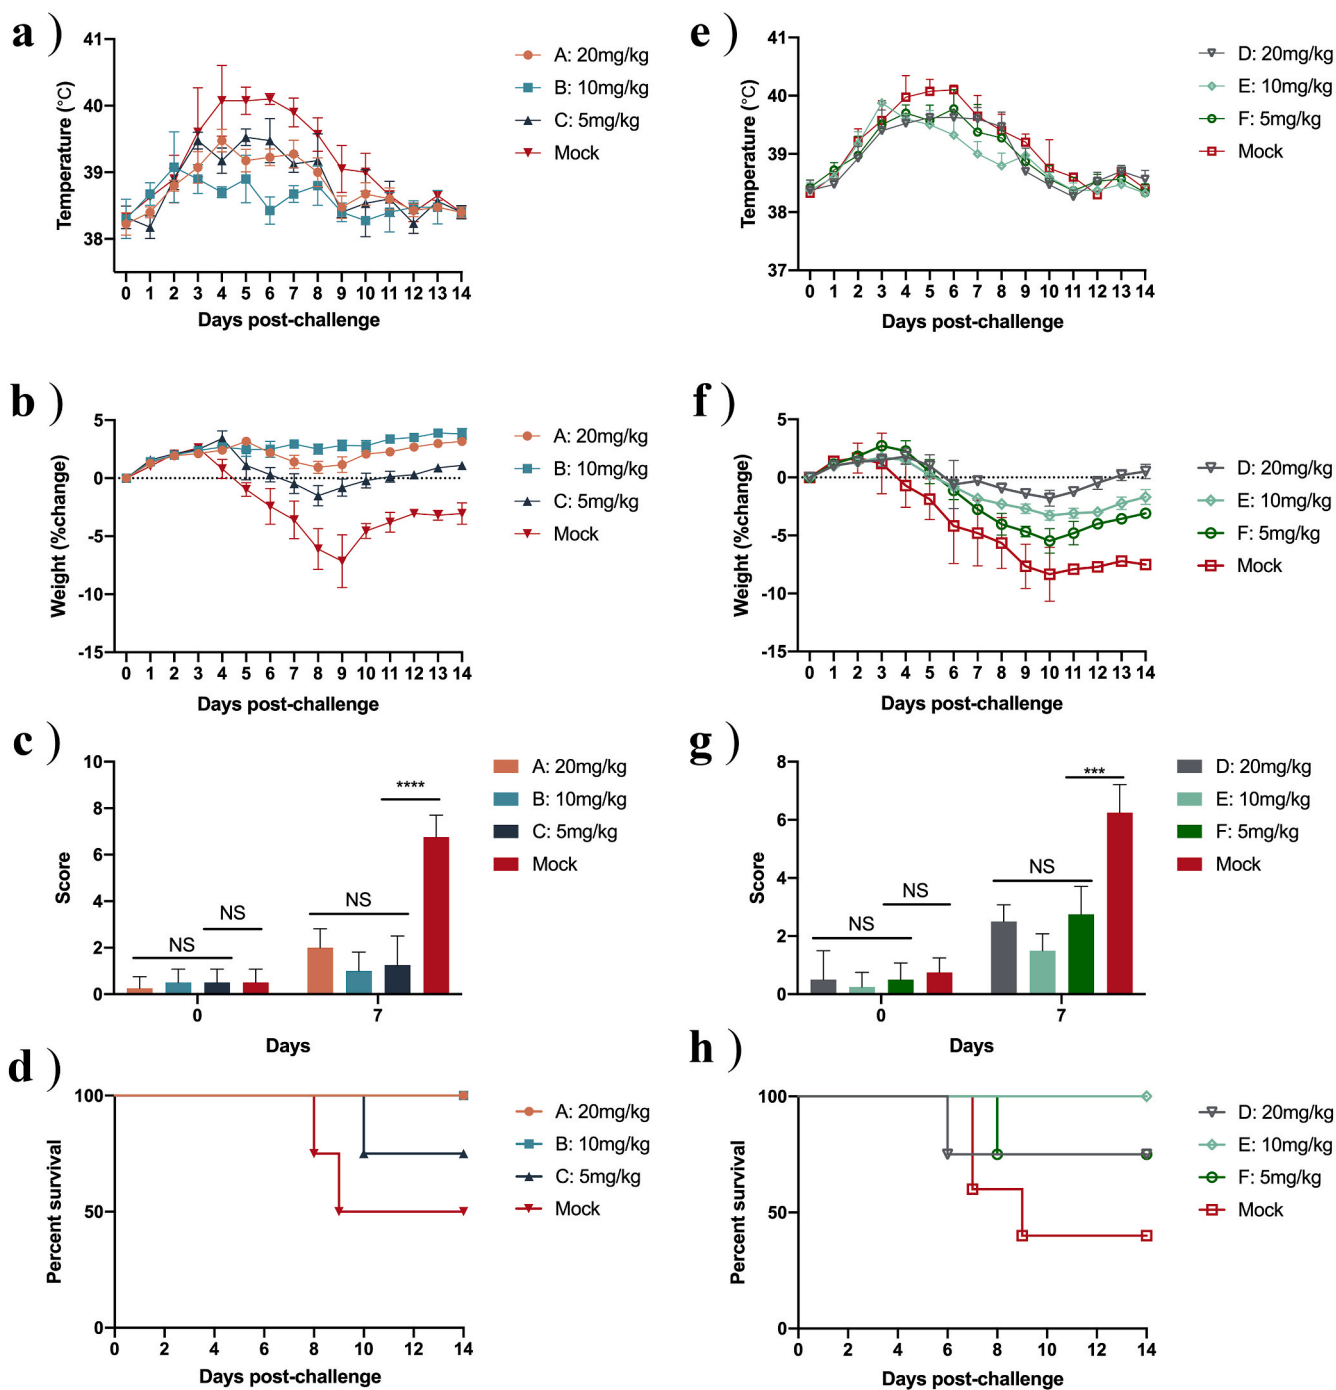 a )
41
40
39
38
Temperature (°C)
0 1 2 3 4 5 6 7 8 9 10 11 12 13 14
Days post-challenge
A: 20mg/kg
B: 10mg/kg
C: 5mg/kg
Mock
e )
41
40
39
38
37
Temperature (°C)
0 1 2 3 4 5 6 7 8 9 10 11 12 13 14
Days post-challenge
D: 20mg/kg
E: 10mg/kg
F: 5mg/kg
Mock
b )
5
0
-5
-10
-15
Weight (%change)
0 1 2 3 4 5 6 7 8 9 10 11 12 13 14
Days post-challenge
A: 20mg/kg
B: 10mg/kg
C: 5mg/kg
Mock
f )
5
0
-5
-10
-15
Weight (%change)
0 1 2 3 4 5 6 7 8 9 10 11 12 13 14
Days post-challenge
D: 20mg/kg
E: 10mg/kg
F: 5mg/kg
Mock
c )
10
8
6
4
2
0
Score
NS
NS
NS
****
0 7
Days
A: 20mg/kg
B: 10mg/kg
C: 5mg/kg
Mock
g )
8
6
4
2
0
Score
NS
NS
NS
***
0 7
Days
D: 20mg/kg
E: 10mg/kg
F: 5mg/kg
Mock
d )
100
50
0
Percent survival
0 2 4 6 8 10 12 14
Days post-challenge
A: 20mg/kg
B: 10mg/kg
C: 5mg/kg
Mock
h )
100
50
0
Percent survival
0 2 4 6 8 10 12 14
Days post-challenge
D: 20mg/kg
E: 10mg/kg
F: 5mg/kg
Mock